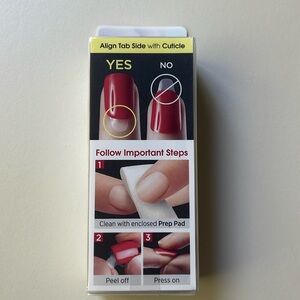 Align Tab Side with Cuticle
YES
NO
Follow Important Steps
1
Clean with enclosed Prep Pad
2
3
Peel off
Press on